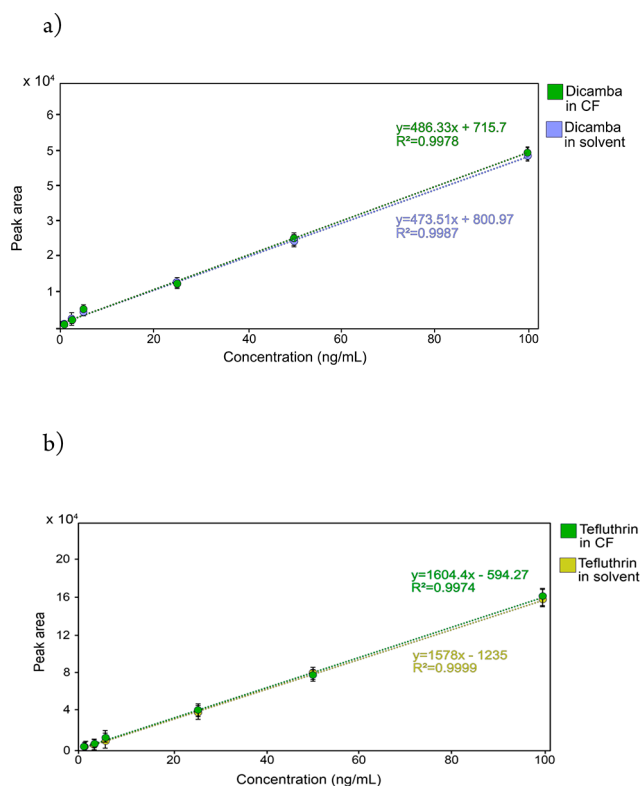 a)
x 10⁴
6
5
5
3
2
1
0
20
40
60
80
100
Peak area
Concentration (ng/mL)
y=486.33x + 715.7
R²=0.9978
y=473.51x + 800.97
R²=0.9987
Dicamba
in CF
Dicamba
in solvent
b)
x 10⁴
20
16
12
8
4
0
0
20
40
60
80
100
Peak area
Concentration (ng/mL)
y=1604.4x - 594.27
R²=0.9974
y=1578x - 1235
R²=0.9999
Tefluthrin
in CF
Tefluthrin
in solvent